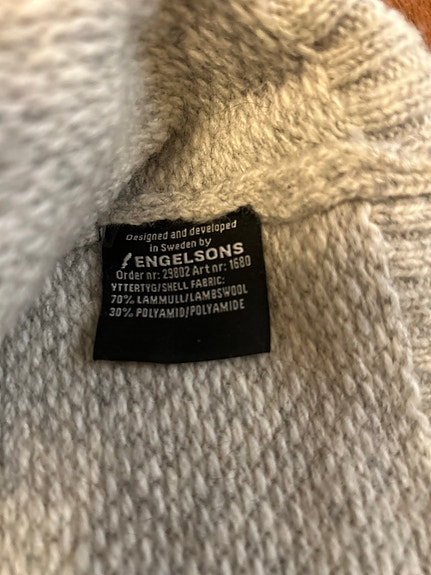 Designed and developed
in Sweden by
ENGELSONS
Order nr: 29802 Art nr: 1680
YTTERTYG/SHELL FABRIC:
70% LAMMULL/LAMBSWOOL
30% POLYAMID/POLYAMIDE